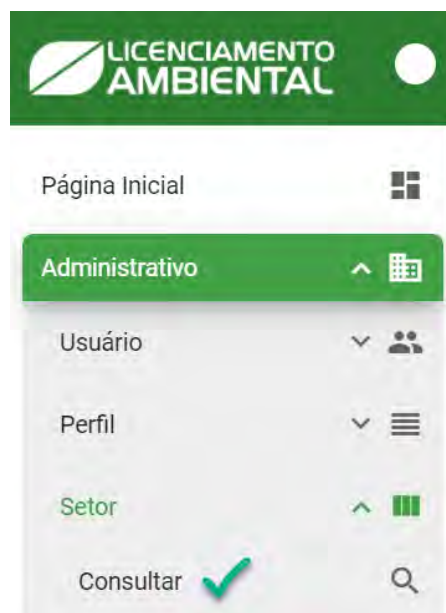 LICENCIAMENTO
AMBIENTAL
Página Inicial
Administrativo
Usuário
Perfil
Setor
Consultar